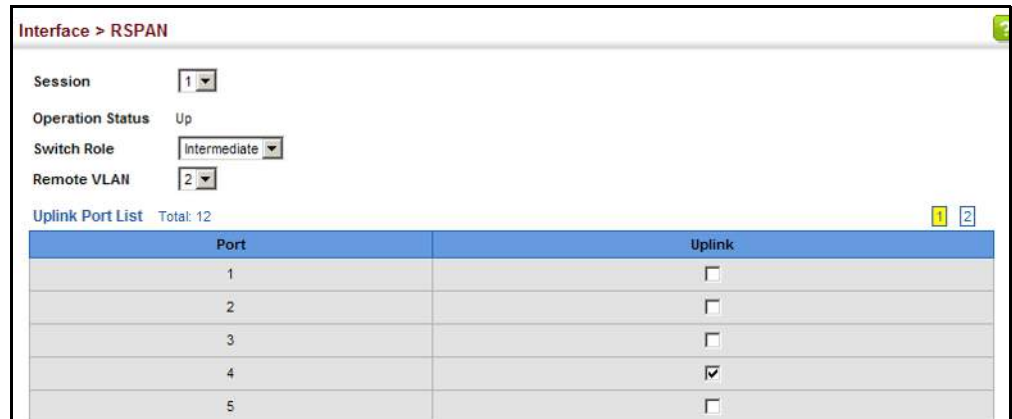 Interface > RSPAN
?
Session 1
Operation Status Up
Switch Role Intermediate
Remote VLAN 2
Uplink Port List Total: 12 1 2
Port Uplink
1
2
3
4
5